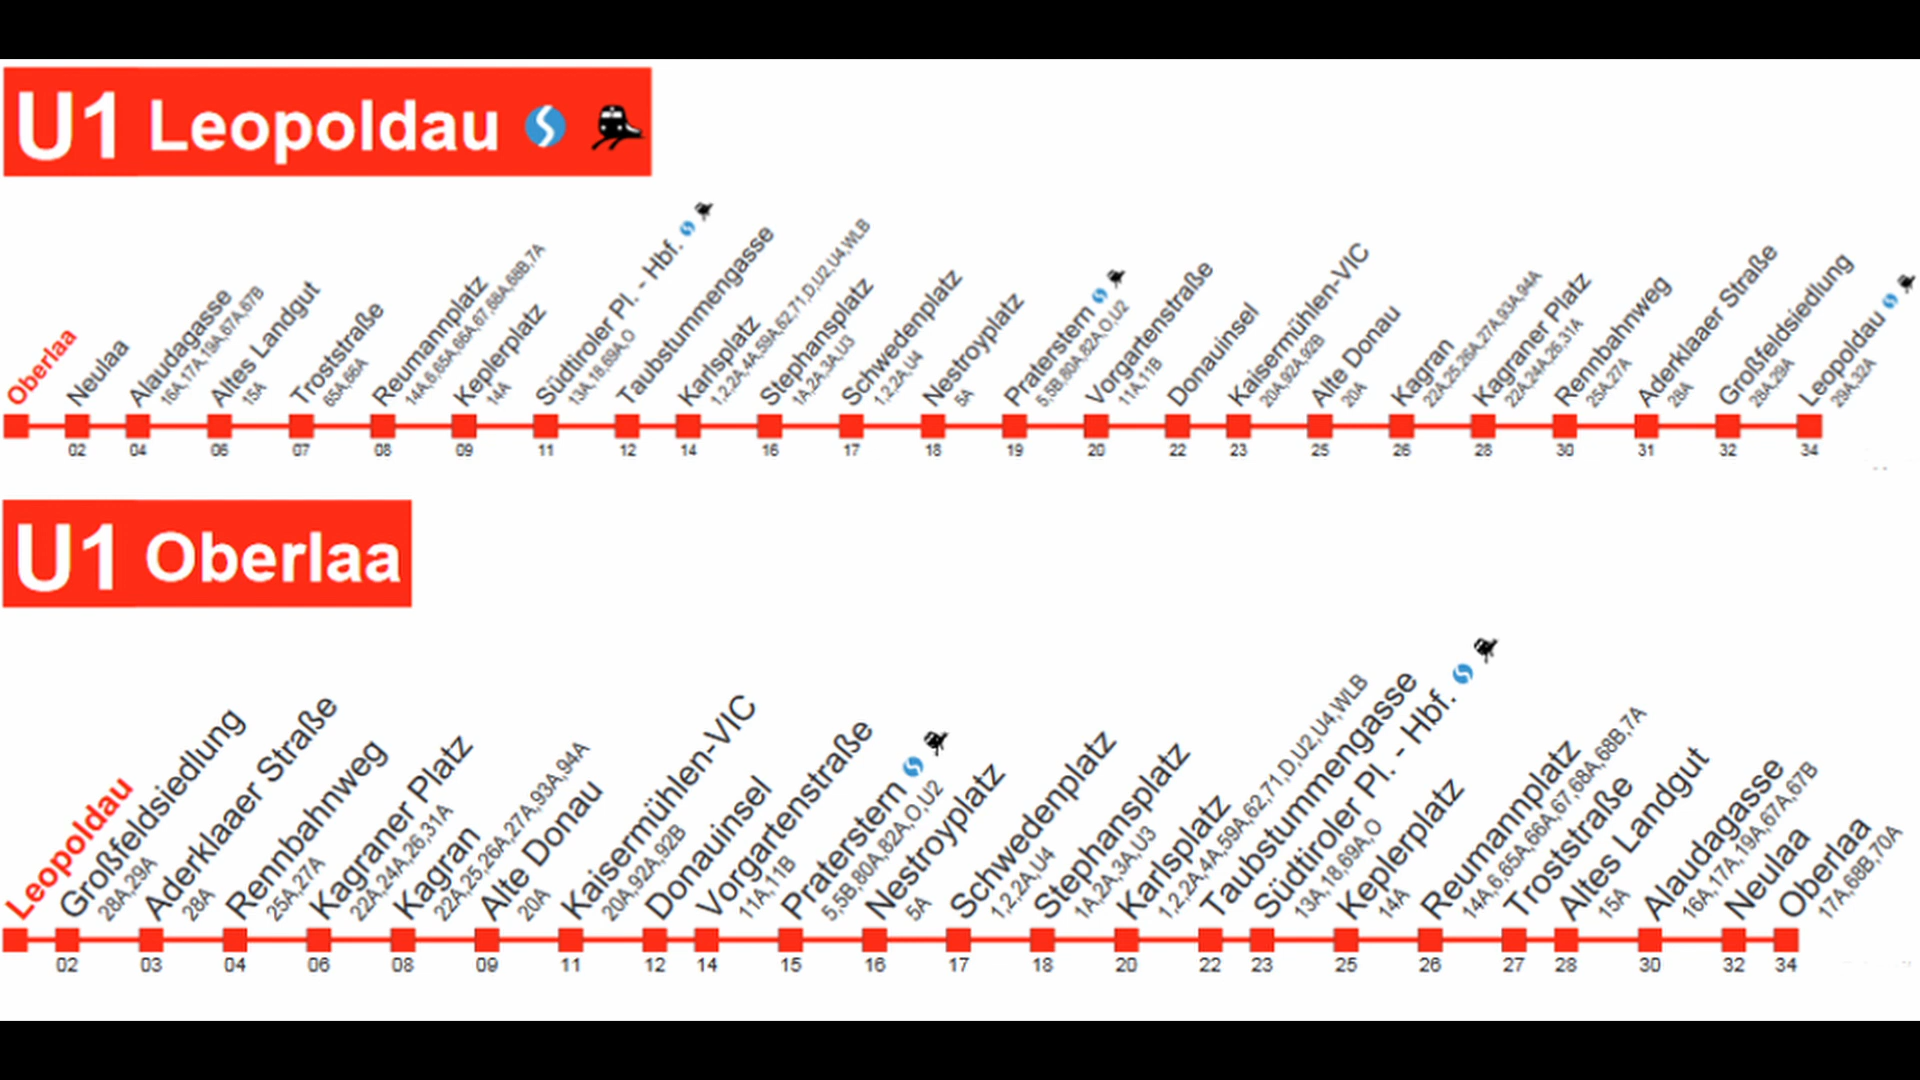 U1 Leopoldau
Oberlaa
Neulaa
Alaudagasse
16A,17A,19A,67A,67B
Altes Landgut
15A
Troststraße
65A,66A
Reumannplatz
14A,6,65A,66A,67,68A,68B,7A
Keplerplatz
14A
Südtiroler Pl. - Hbf.
13A,18,69A,O
Taubstummengasse
Karlsplatz
1,2,2A,4A,59A,62,71,D,U2,U4,WLB
Stephansplatz
1A,2A,3A,U3
Schwedenplatz
1,2,2A,U4
Nestroyplatz
5A
Praterstern
5,5B,80A,82A,O,U2
Vorgartenstraße
11A,11B
Donauinsel
Kaisermühlen-VIC
20A,92A,92B
Alte Donau
20A
Kagran
22A,25,26A,27A,93A,94A
Kagraner Platz
22A,24A,26,31A
Rennbahnweg
25A,27A
Aderklaaer Straße
28A
Großfeldsiedlung
28A,29A
Leopoldau
29A,32A
02 04 06 07 08 09 11 12 14 16 17 18 19 20 22 23 25 26 28 30 31 32 34
U1 Oberlaa
Leopoldau
Großfeldsiedlung
28A,29A
Aderklaaer Straße
28A
Rennbahnweg
25A,27A
Kagraner Platz
22A,24A,26,31A
Kagran
22A,25,26A,27A,93A,94A
Alte Donau
20A
Kaisermühlen-VIC
20A,92A,92B
Donauinsel
Vorgartenstraße
11A,11B
Praterstern
5,5B,80A,82A,O,U2
Nestroyplatz
5A
Schwedenplatz
1,2,2A,U4
Stephansplatz
1A,2A,3A,U3
Karlsplatz
1,2,2A,4A,59A,62,71,D,U2,U4,WLB
Taubstummengasse
Südtiroler Pl. - Hbf.
13A,18,69A,O
Keplerplatz
14A
Reumannplatz
14A,6,65A,66A,67,68A,68B,7A
Troststraße
Altes Landgut
15A
Alaudagasse
16A,17A,19A,67A,67B
Neulaa
Oberlaa
17A,68B,70A
02 03 04 06 08 09 11 12 14 15 16 17 18 20 22 23 25 26 27 28 30 32 34